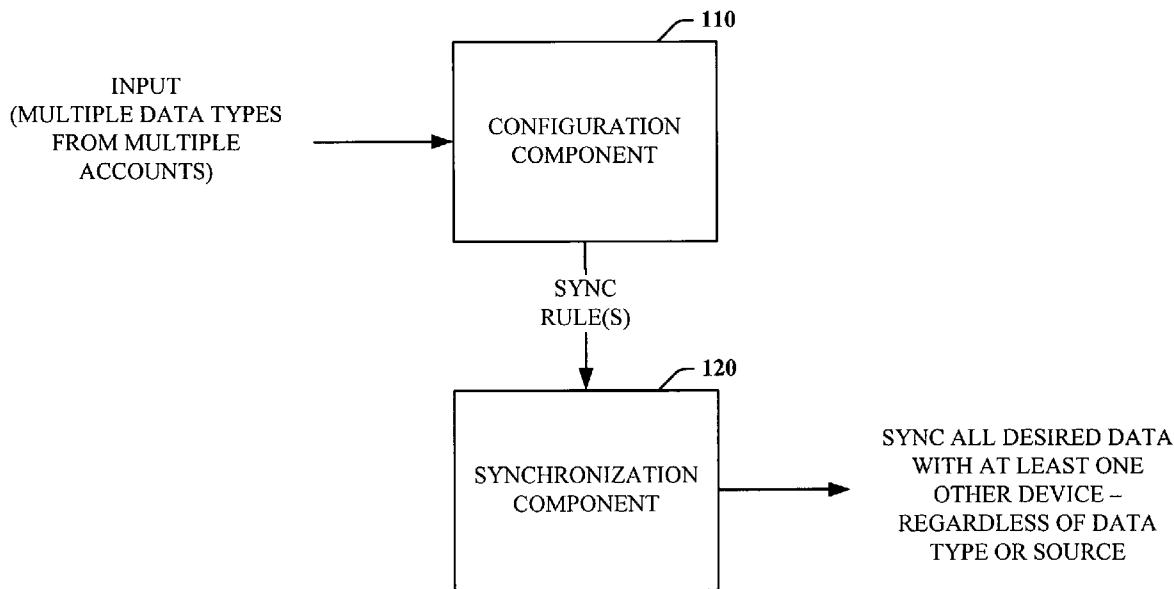 110
INPUT
(MULTIPLE DATA TYPES
FROM MULTIPLE
ACCOUNTS)
CONFIGURATION
COMPONENT
SYNC
RULE(S)
120
SYNCHRONIZATION
COMPONENT
SYNC ALL DESIRED DATA
WITH AT LEAST ONE
OTHER DEVICE –
REGARDLESS OF DATA
TYPE OR SOURCE